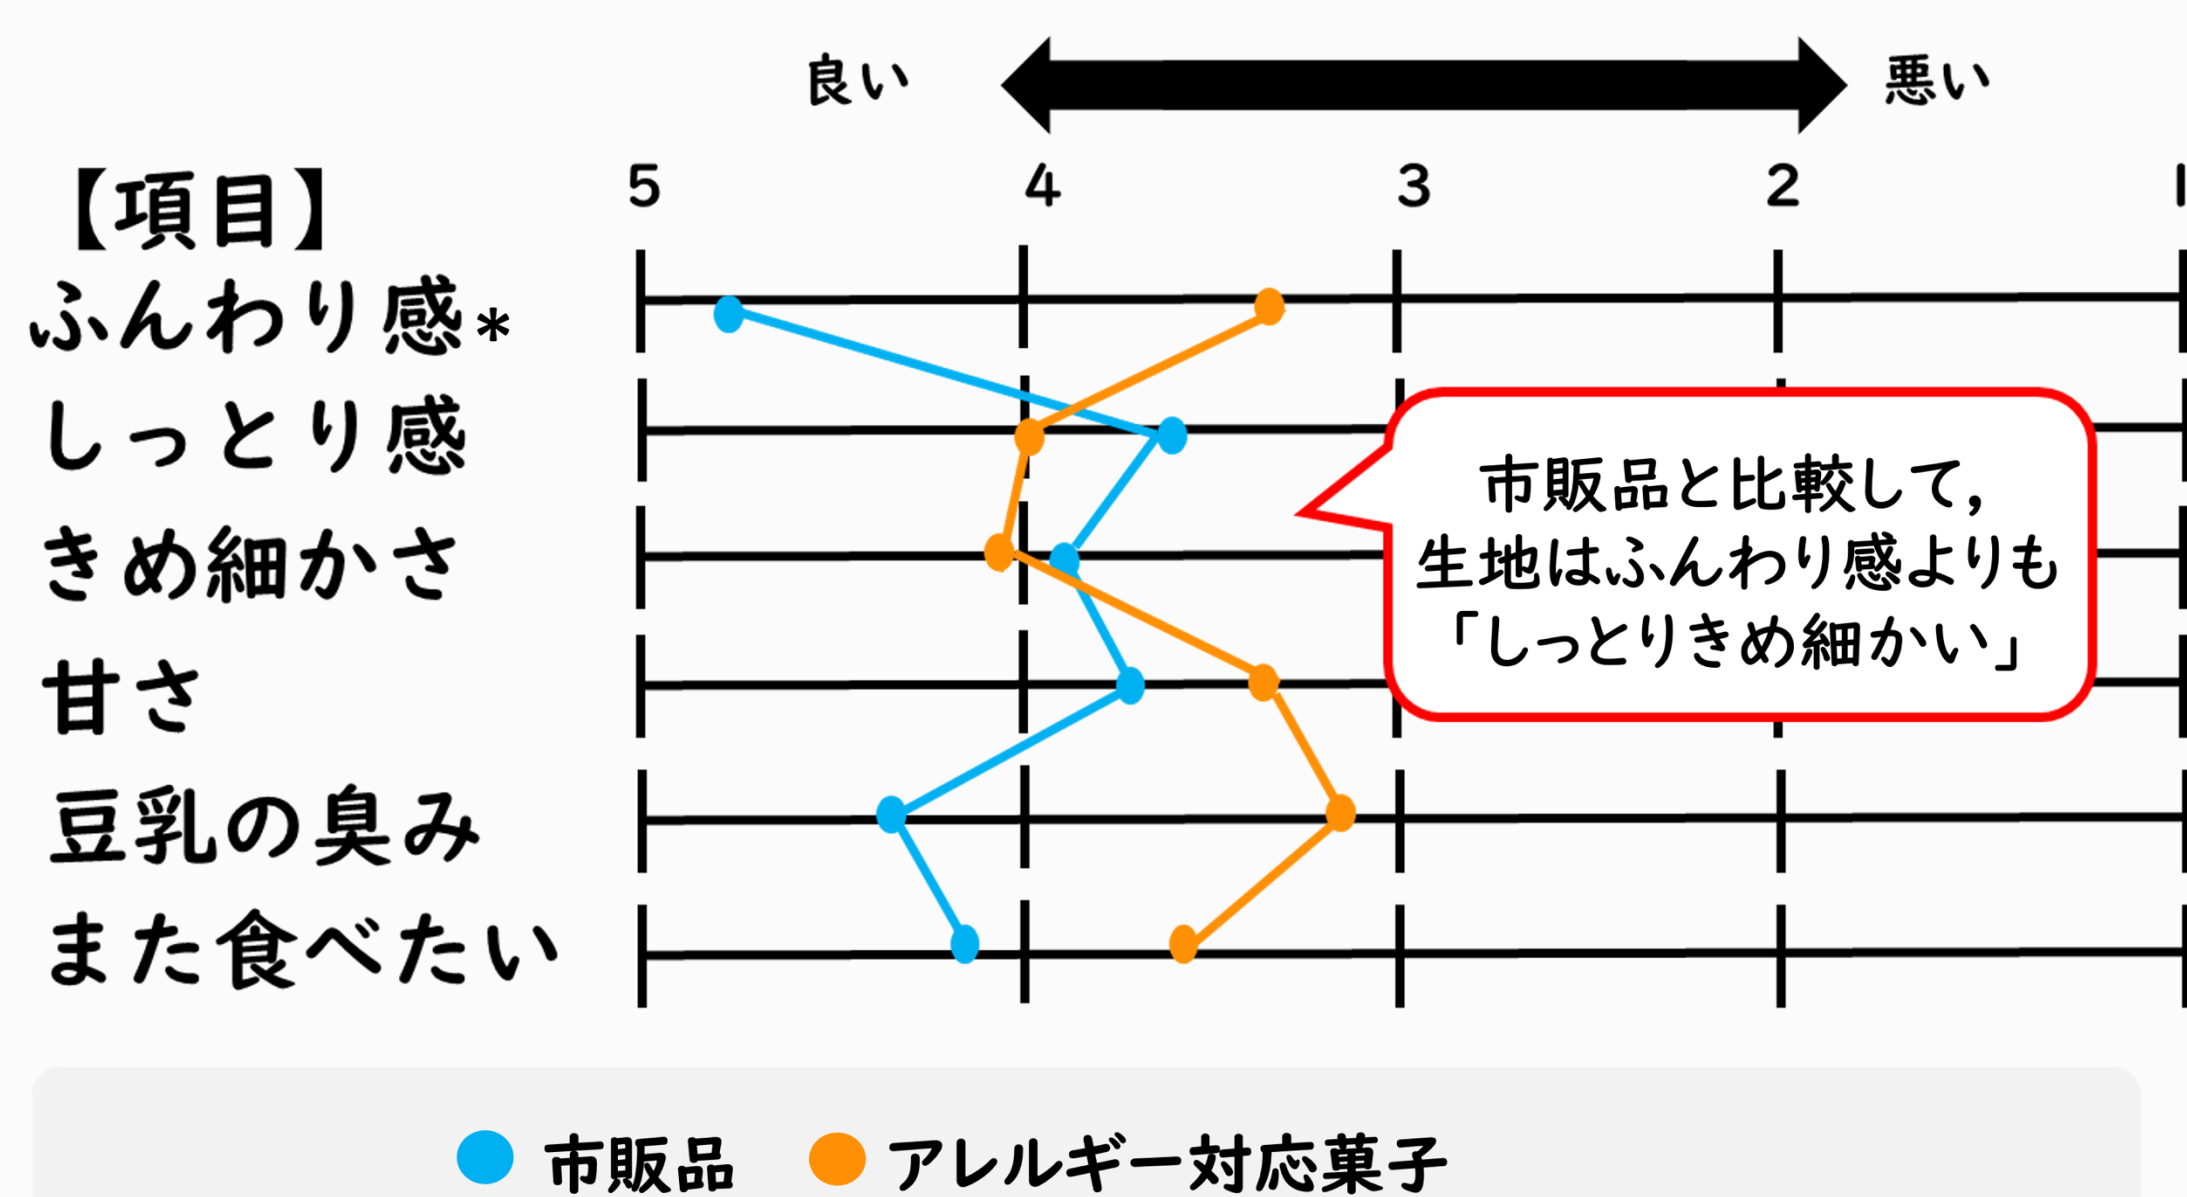 良い 悪い
5 4 3 2 1
【項目】
ふんわり感*
しっとり感
きめ細かさ
甘さ
豆乳の臭み
また食べたい
市販品と比較して,
生地はふんわり感よりも
「しっとりきめ細かい」
市販品 アレルギー対応菓子